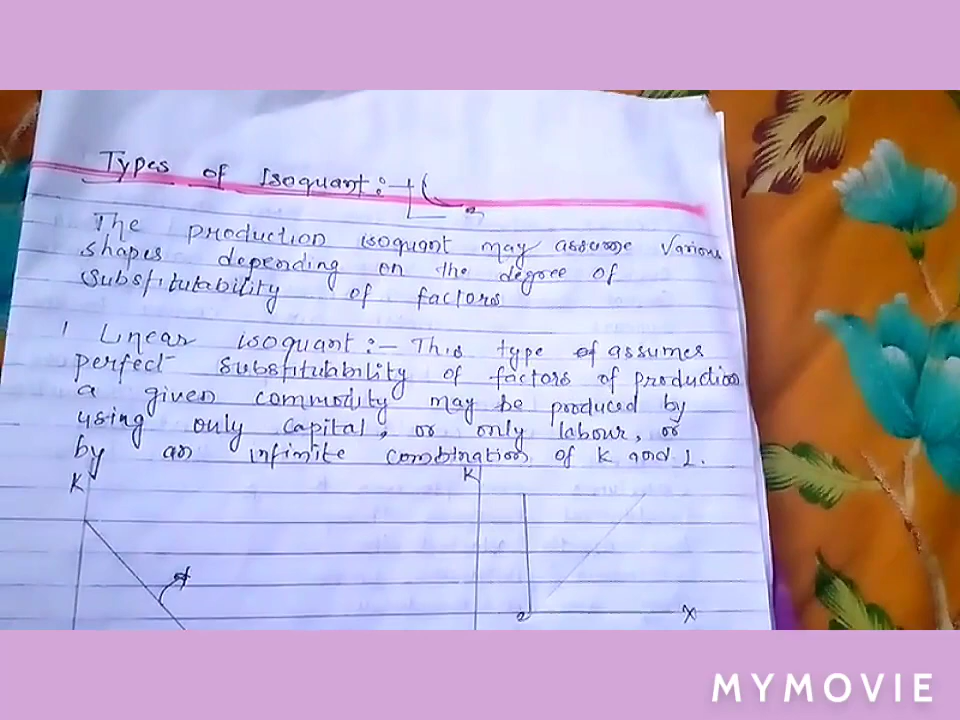 Types of Isoquant:-
The production isoquant may assume various
shapes depending on the degree of
Substitutability of factors
1 Linear isoquant:- This type of assumes
perfect Substitutability of factors of production
a given commodity may be produced by
using only capital, or only labour, or
by an infinite combination of K and L.
K K
X
MYMOVIE